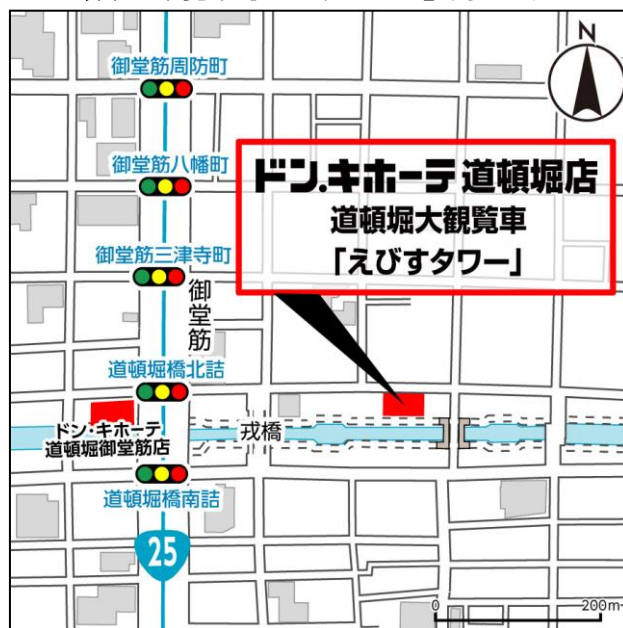 N
御堂筋周防町
御堂筋八幡町
ドン.キホーテ 道頓堀店
道頓堀大観覧車
「えびすタワー」
御堂筋三津寺町
御堂筋
道頓堀橋北詰
ドン・キホーテ
道頓堀御堂筋店
戎橋
道頓堀橋南詰
25
0 200m